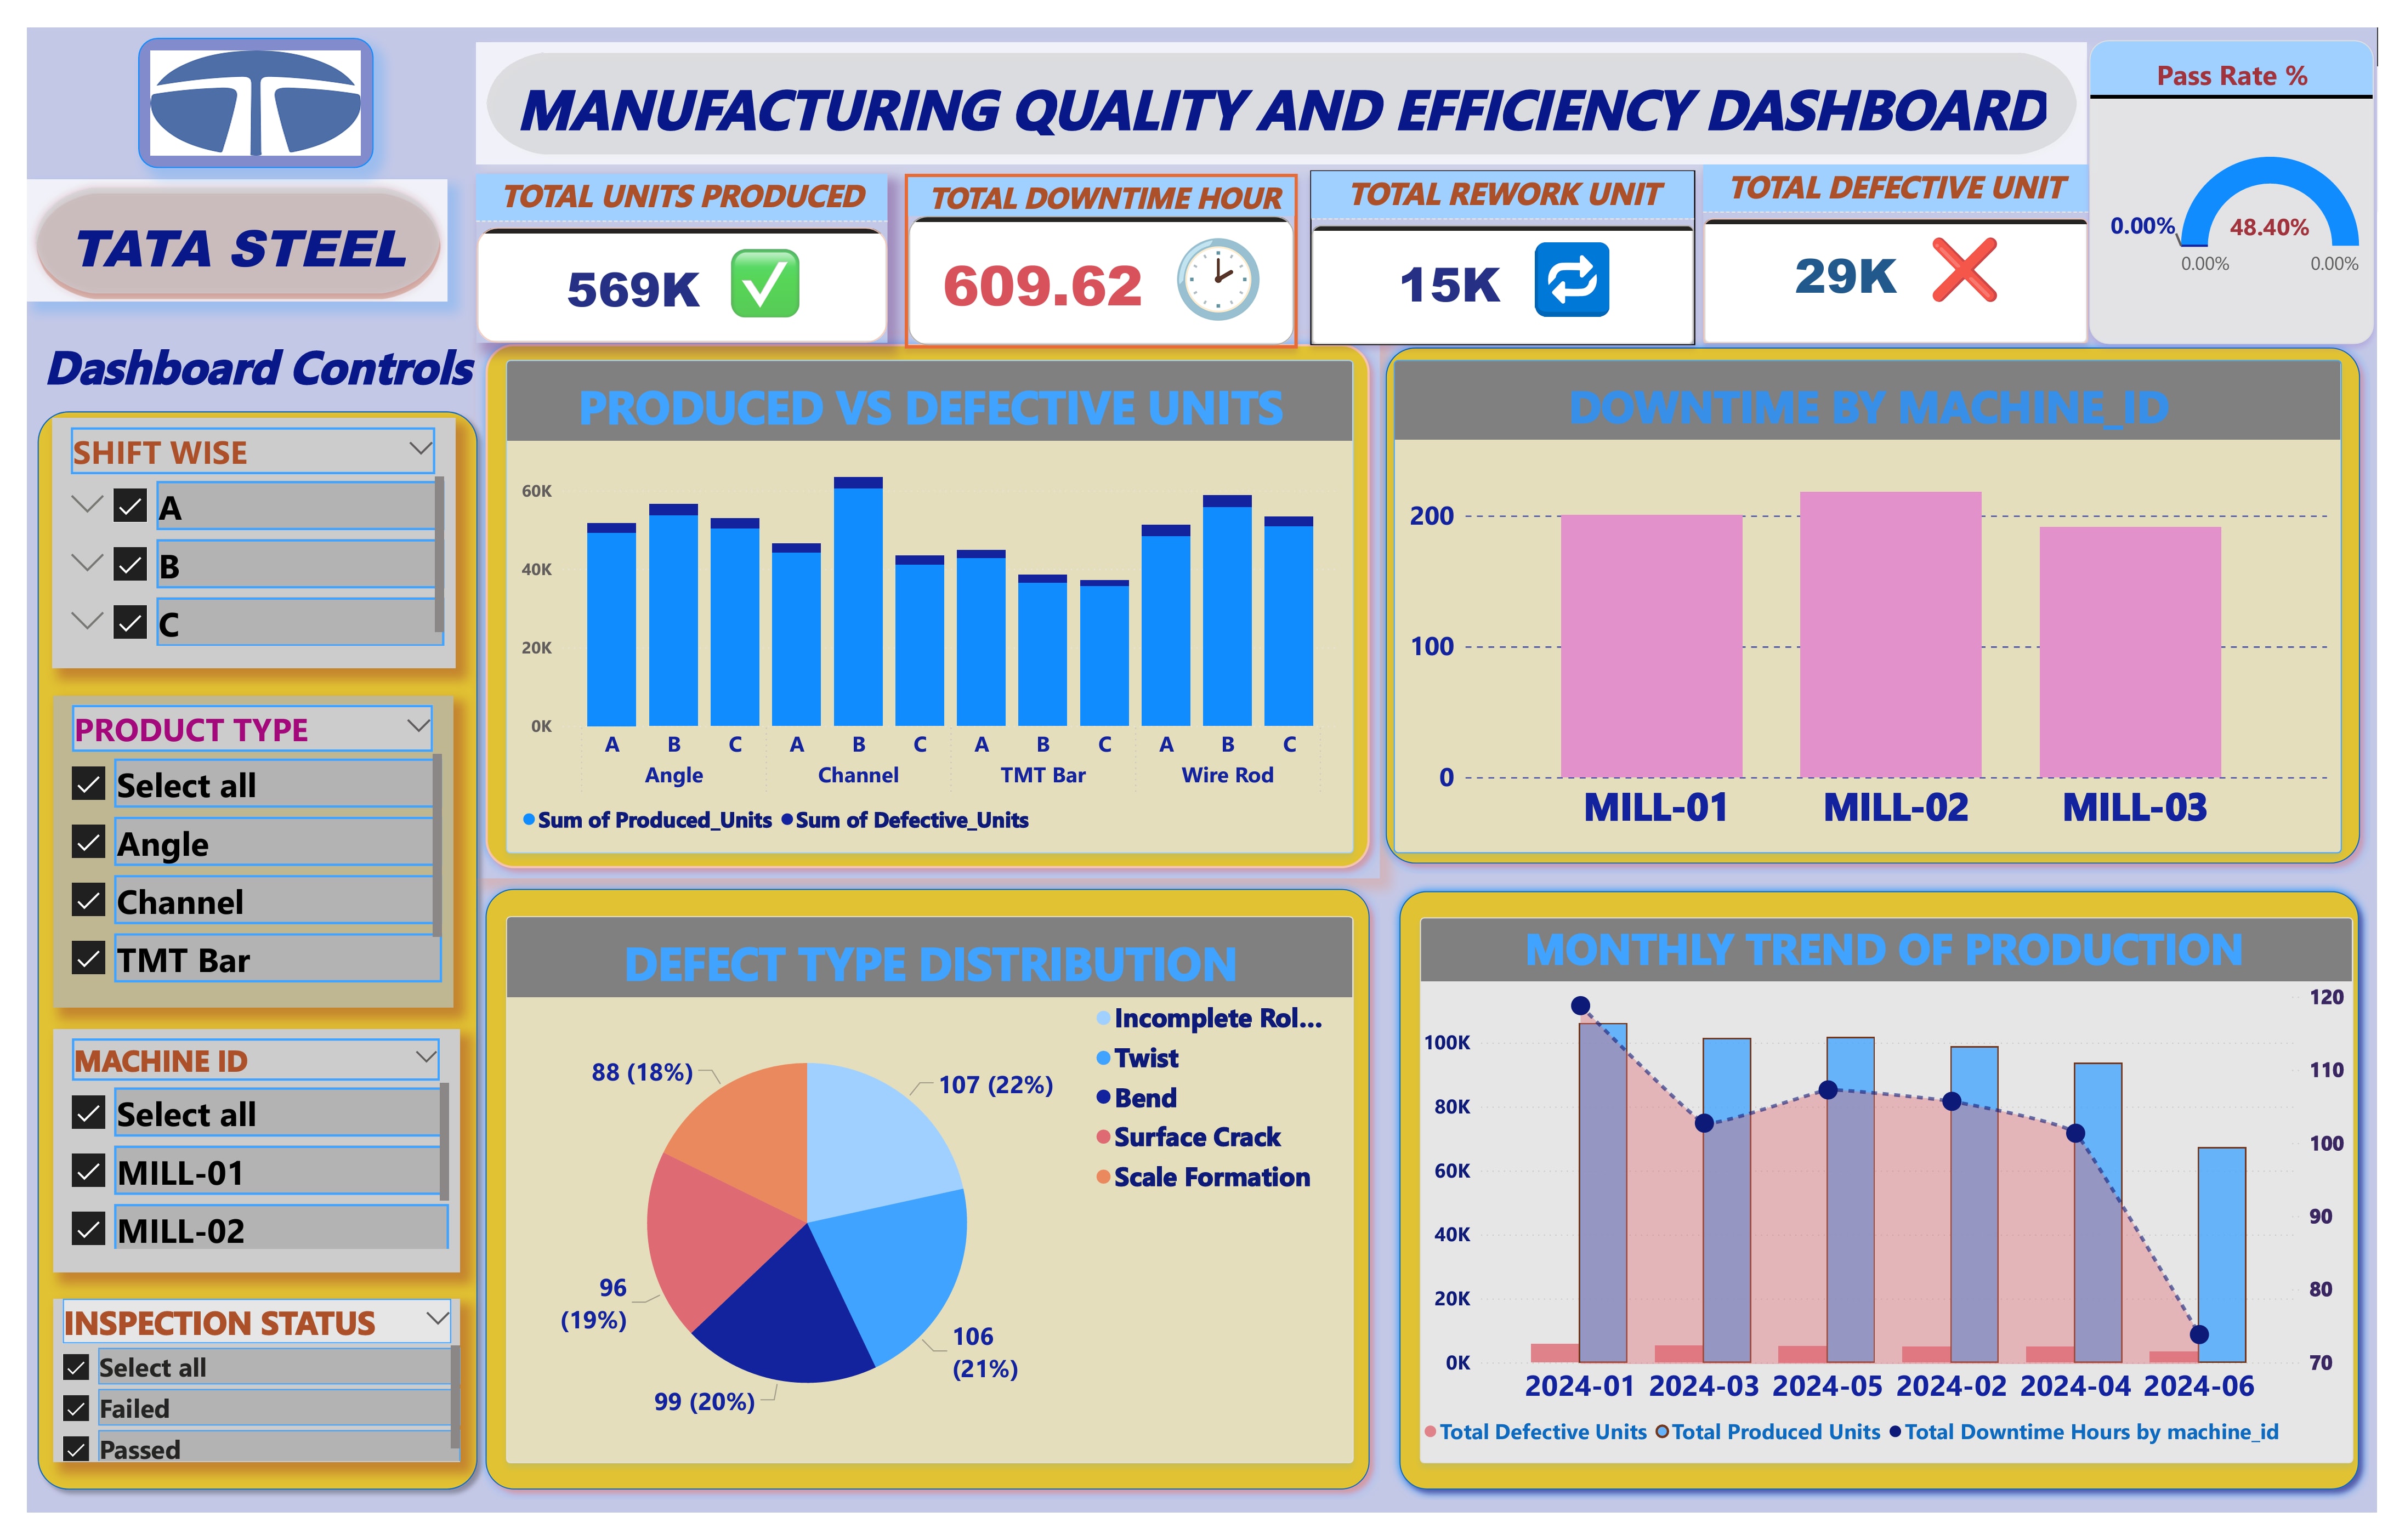 MANUFACTURING QUALITY AND EFFICIENCY DASHBOARD
Pass Rate %
48.40%
0.00%
0.00%
0.00%
TATA STEEL
TOTAL UNITS PRODUCED
569K
TOTAL DOWNTIME HOUR
609.62
TOTAL REWORK UNIT
15K
TOTAL DEFECTIVE UNIT
29K
Dashboard Controls
SHIFT WISE
A
B
C
PRODUCT TYPE
Select all
Angle
Channel
TMT Bar
MACHINE ID
Select all
MILL-01
MILL-02
INSPECTION STATUS
Select all
Failed
Passed
PRODUCED VS DEFECTIVE UNITS
60K
40K
20K
0K
A B C A B C A B C A B C
Angle Channel TMT Bar Wire Rod
Sum of Produced_Units Sum of Defective_Units
DOWNTIME BY MACHINE_ID
200
100
0
MILL-01 MILL-02 MILL-03
DEFECT TYPE DISTRIBUTION
Incomplete Rol...
Twist
Bend
Surface Crack
Scale Formation
88 (18%)
107 (22%)
96
(19%)
106
(21%)
99 (20%)
MONTHLY TREND OF PRODUCTION
100K
80K
60K
40K
20K
0K
120
110
100
90
80
70
2024-01 2024-03 2024-05 2024-02 2024-04 2024-06
Total Defective Units Total Produced Units Total Downtime Hours by machine_id